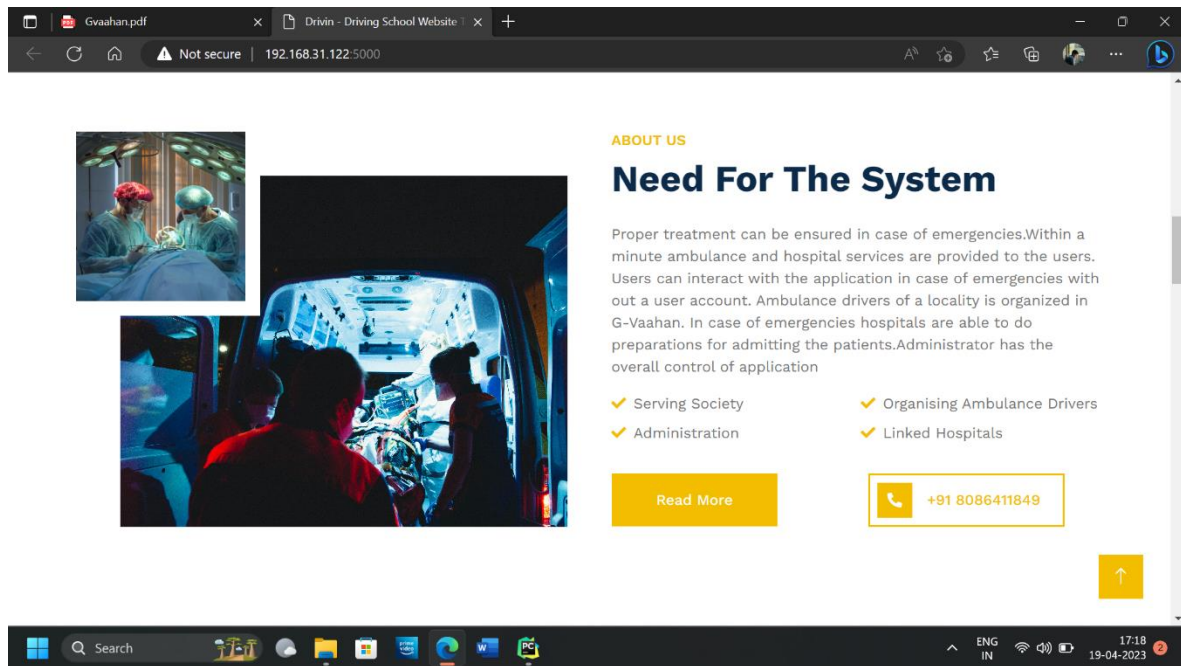 Gvaahan.pdf
Drivin - Driving School Website T
Not secure | 192.168.31.122:5000
ABOUT US
Need For The System
Proper treatment can be ensured in case of emergencies.Within a
minute ambulance and hospital services are provided to the users.
Users can interact with the application in case of emergencies with
out a user account. Ambulance drivers of a locality is organized in
G-Vaahan. In case of emergencies hospitals are able to do
preparations for admitting the patients.Administrator has the
overall control of application
Serving Society
Organising Ambulance Drivers
Administration
Linked Hospitals
Read More
+91 8086411849
Search
ENG
IN
17:18
19-04-2023
2